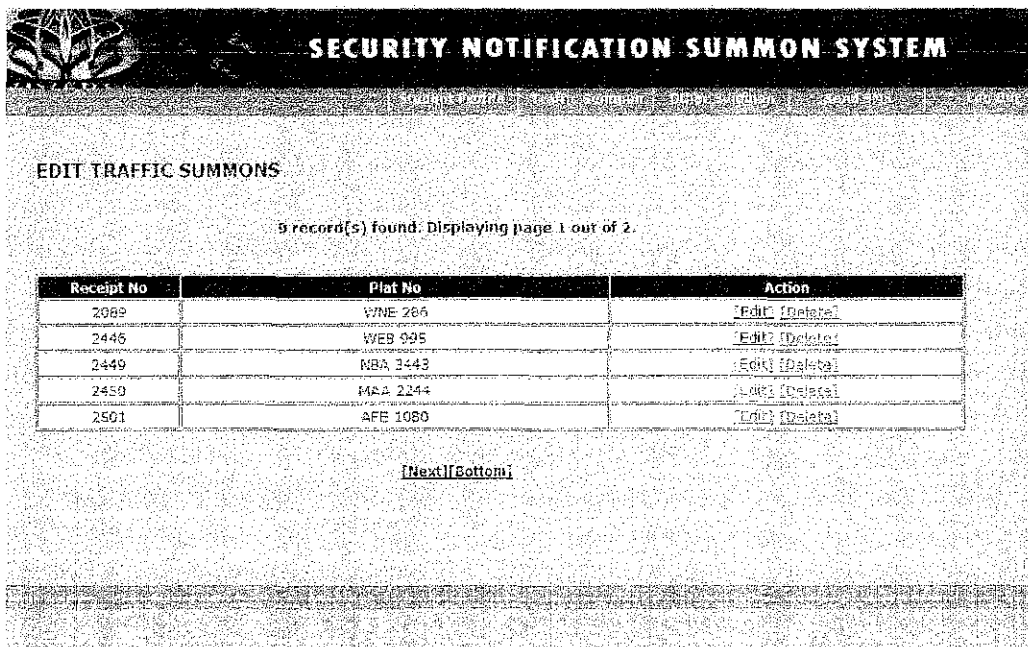 SECURITY NOTIFICATION SUMMON SYSTEM
EDIT TRAFFIC SUMMONS
9 record(s) found. Displaying page 1 out of 2.
Receipt No Plat No Action
2089 WNE 286 [Edit] [Delete]
2446 WEB 995 [Edit] [Delete]
2449 NBA 3443 [Edit] [Delete]
2450 MAA 2244 [Edit] [Delete]
2501 AFE 1080 [Edit] [Delete]
[Next][Bottom]